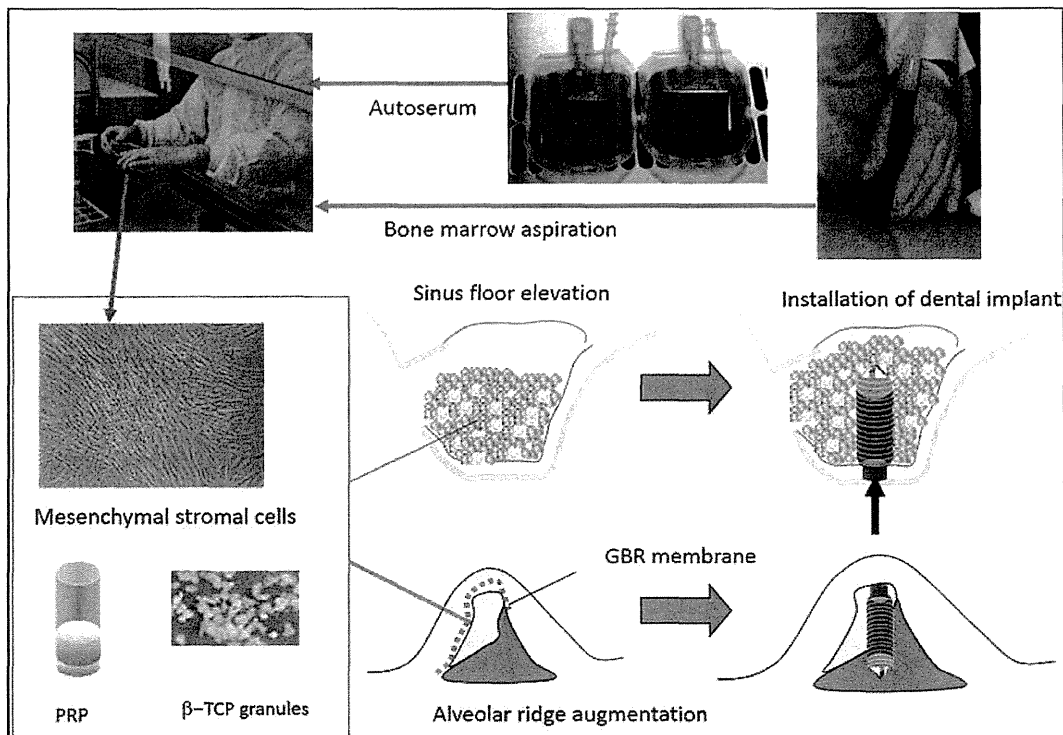 Autoserum
Bone marrow aspiration
Sinus floor elevation
Installation of dental implant
Mesenchymal stromal cells
GBR membrane
PRP
β-TCP granules
Alveolar ridge augmentation